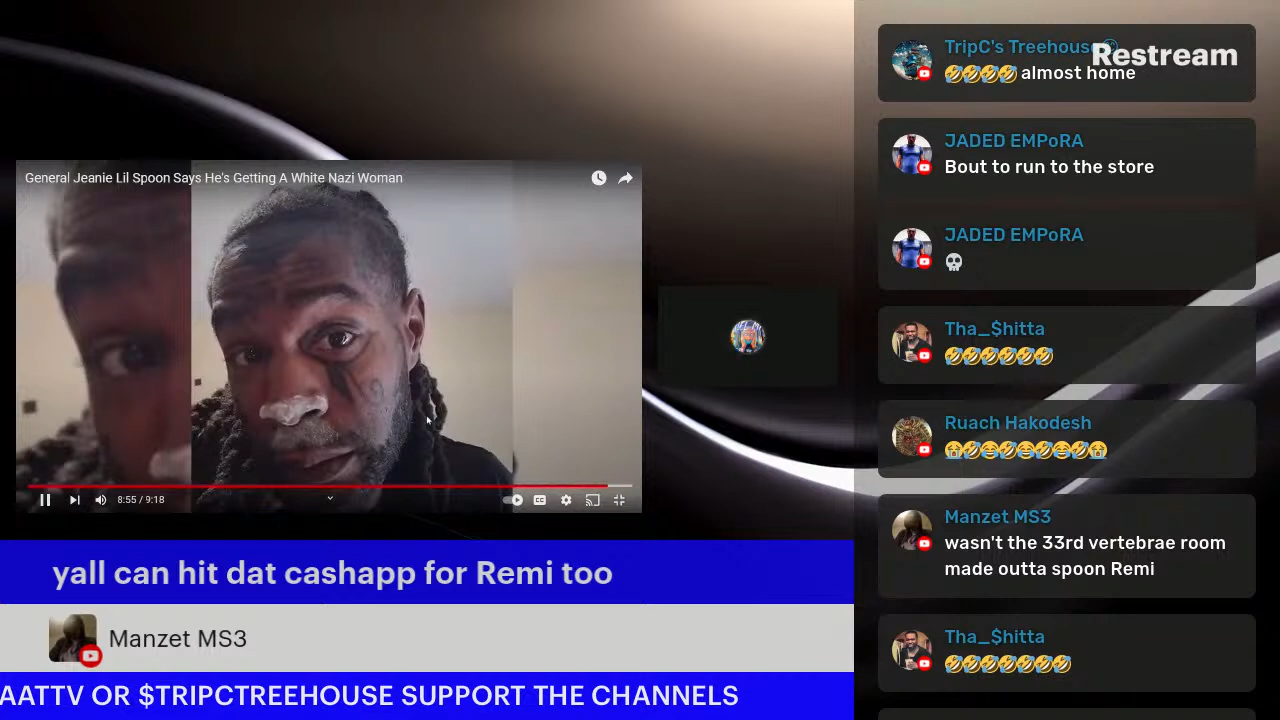 General Jeanie Lil Spoon Says He's Getting A White Nazi Woman
8:55 / 9:18
CC
yall can hit dat cashapp for Remi too
Manzet MS3
AATTV OR $TRIPCTREEHOUSE SUPPORT THE CHANNELS
Restream
TripC's Treehouse
🤣🤣🤣🤣 almost home
JADED EMPoRA
Bout to run to the store
JADED EMPoRA
💀
Tha_$hitta
🤣🤣🤣🤣🤣🤣
Ruach Hakodesh
😭🤣😂🤣😂🤣😂🤣😭
Manzet MS3
wasn't the 33rd vertebrae room
made outta spoon Remi
Tha_$hitta
🤣🤣🤣🤣🤣🤣🤣